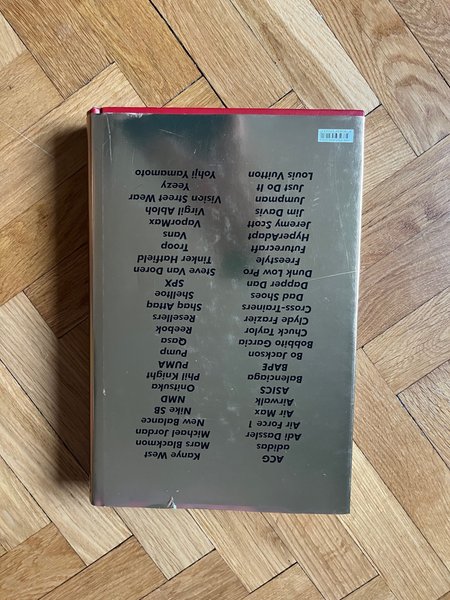 ACG
adidas
Adi Dassler
Air Force 1
Air Max
Airwalk
ASICS
Balenciaga
BAPE
Bo Jackson
Bobbito Garcia
Chuck Taylor
Clyde Frazier
Cross-Trainers
Dad Shoes
Dapper Dan
Dunk Low Pro
Freestyle
Futurecraft
HyperAdapt
Jeremy Scott
Jim Davis
Jumpman
Just Do It
Louis Vuitton
Kanye West
Mars Blackmon
Michael Jordan
New Balance
Nike SB
NMD
Onitsuka
Phil Knight
PUMA
Pump
Qasa
Reebok
Resellers
Shaq Attaq
Shelltoe
SPX
Steve Van Doren
Tinker Hatfield
Troop
Vans
VaporMax
Virgil Abloh
Vision Street Wear
Yeezy
Yohji Yamamoto